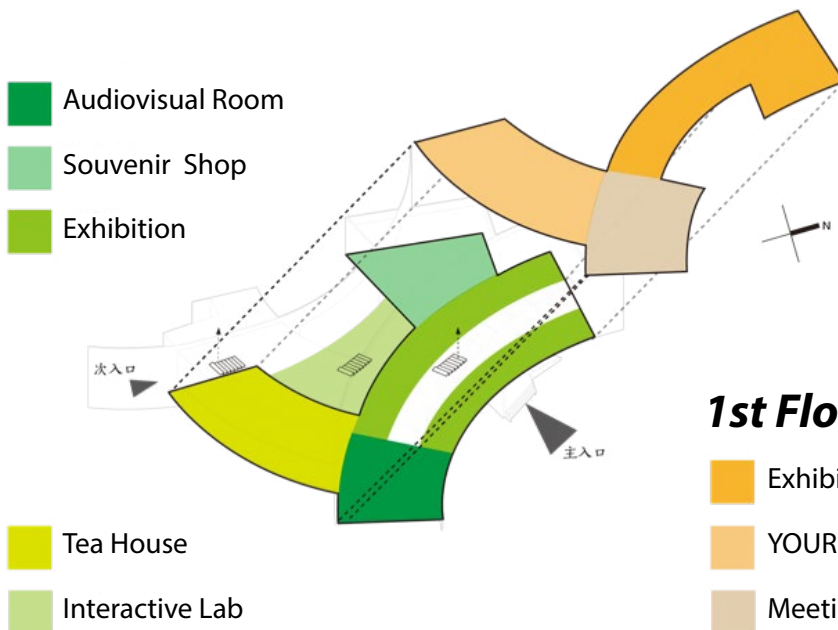 Audiovisual Room
Souvenir Shop
Exhibition
N
次入口
主入口
1st Flo
Exhibi
YOUR
Meeti
Tea House
Interactive Lab